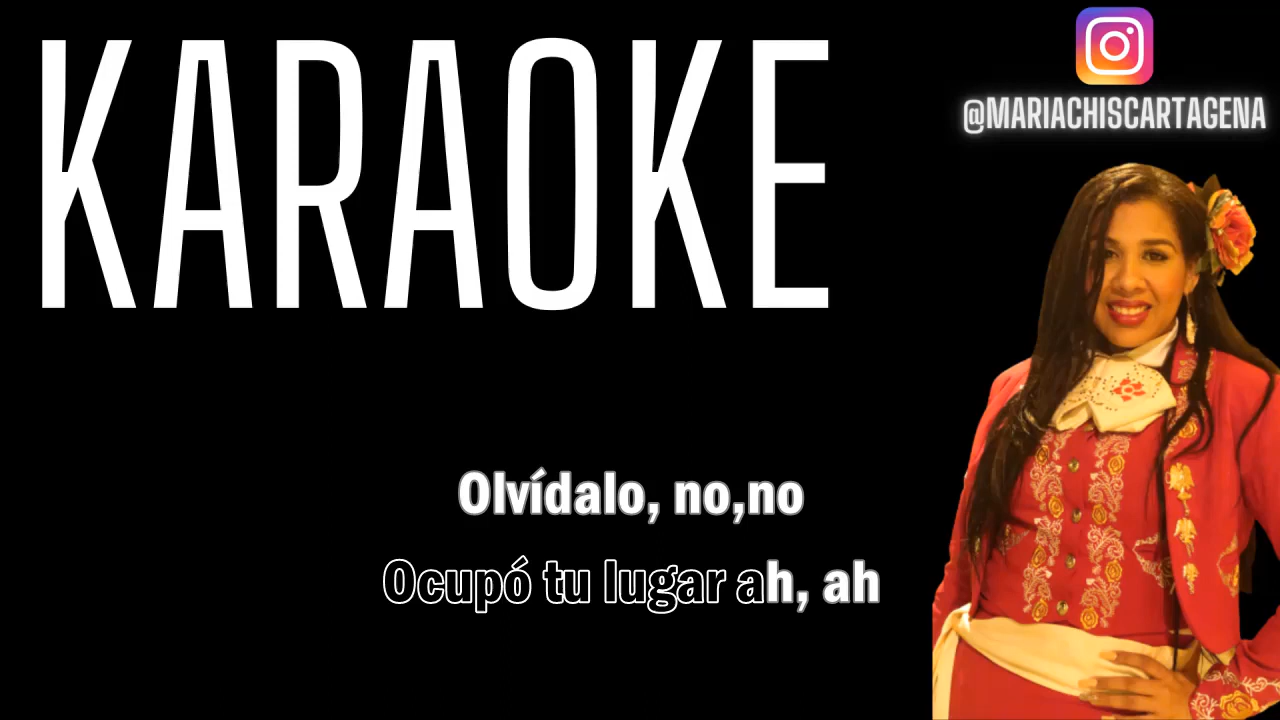 KARAOKE
@MARIACHISCARTAGENA
Olvídalo, no,no
Ocupó tu lugar ah, ah